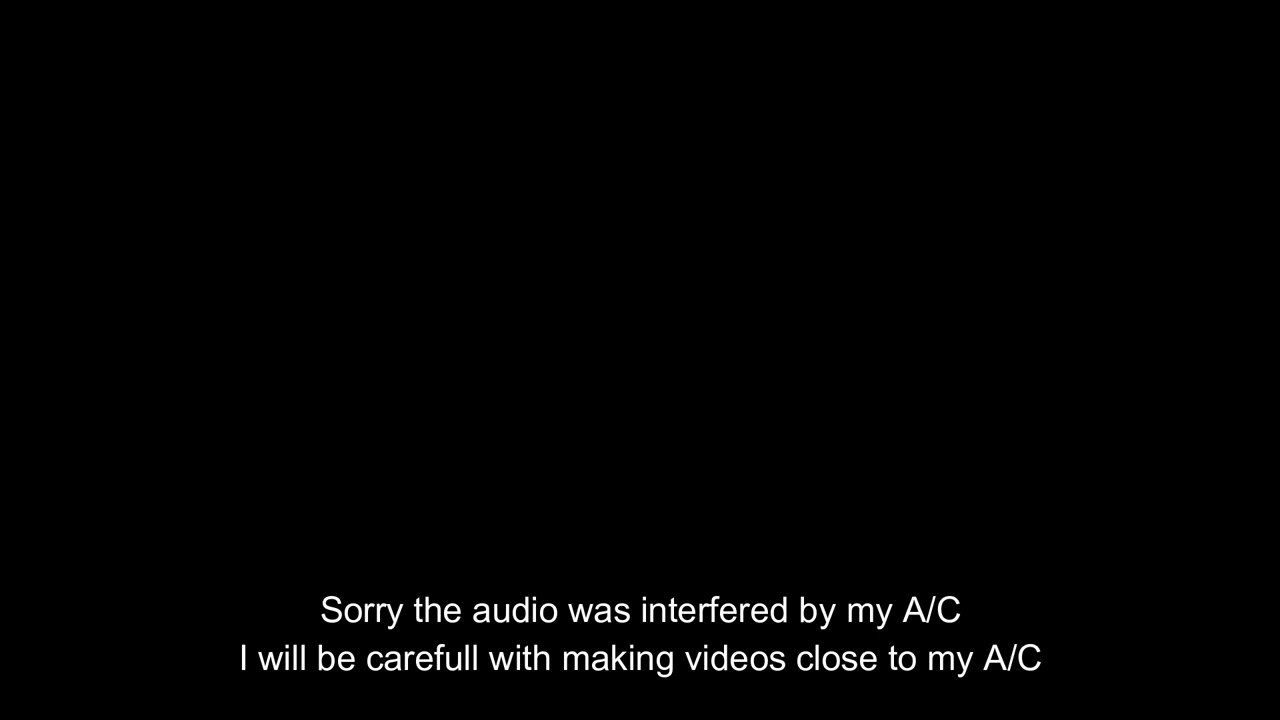 Sorry the audio was interfered by my A/C
I will be carefull with making videos close to my A/C